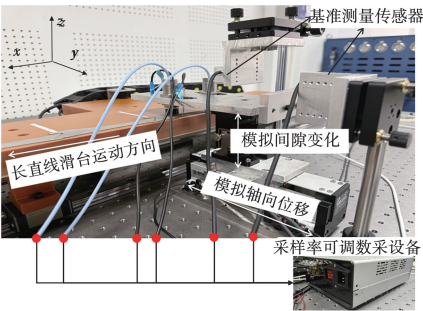 基准测量传感器
z
x
y
模拟间隙变化
长直线滑台运动方向
模拟轴向位移
采样率可调数采设备